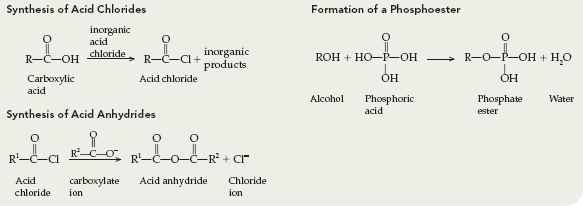 Synthesis of Acid Chlorides
O
R—C—OH
inorganic
acid
chloride
O
R—C—Cl +
inorganic
products
Carboxylic
acid
Acid chloride
Synthesis of Acid Anhydrides
O
R¹—C—Cl
O
R²—C—O⁻
O O
R¹—C—O—C—R² + Cl⁻
Acid
chloride
carboxylate
ion
Acid anhydride
Chloride
ion
Formation of a Phosphoester
O
ROH + HO—P—OH
OH
O
R—O—P—OH + H₂O
OH
Alcohol
Phosphoric
acid
Phosphate
ester
Water